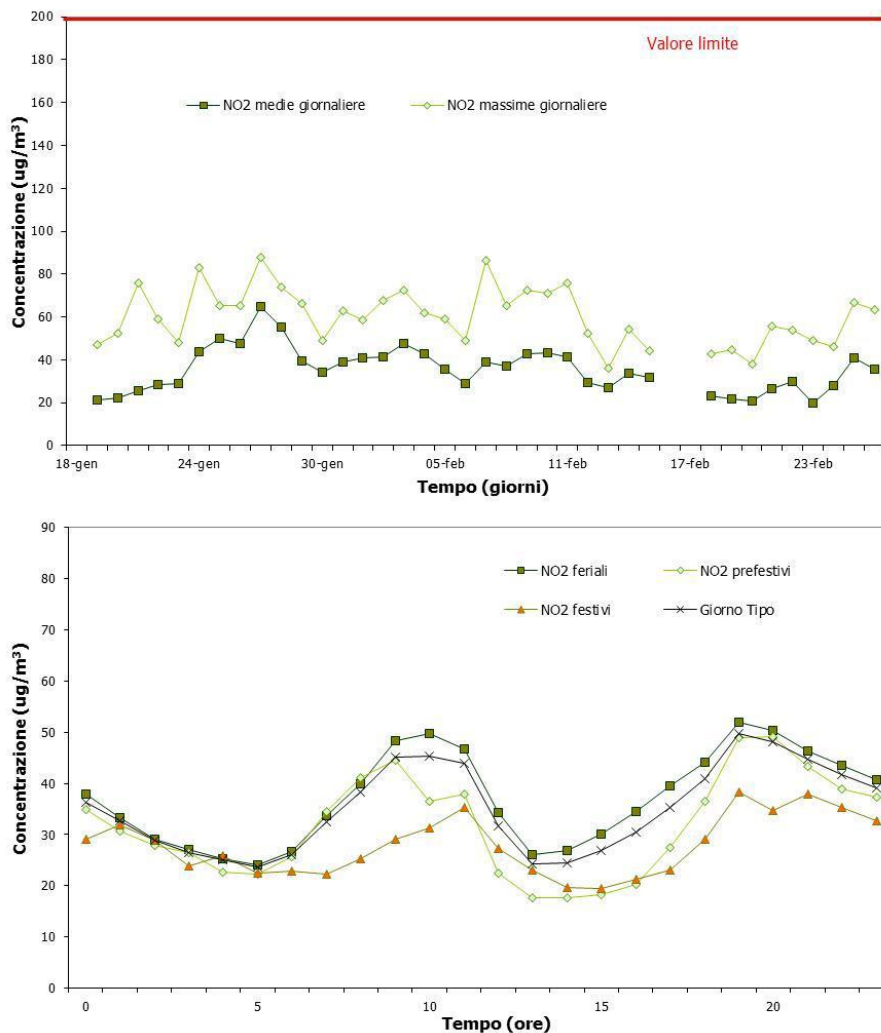 200
Valore limite
180
160
NO2 medie giornaliere NO2 massime giornaliere
140
120
100
80
60
40
20
0
Concentrazione (ug/m³)
18-gen 24-gen 30-gen 05-feb 11-feb 17-feb 23-feb
Tempo (giorni)
90
NO2 feriali NO2 prefestivi
80
NO2 festivi Giorno Tipo
70
60
50
40
30
20
10
0
Concentrazione (ug/m³)
0 5 10 15 20
Tempo (ore)